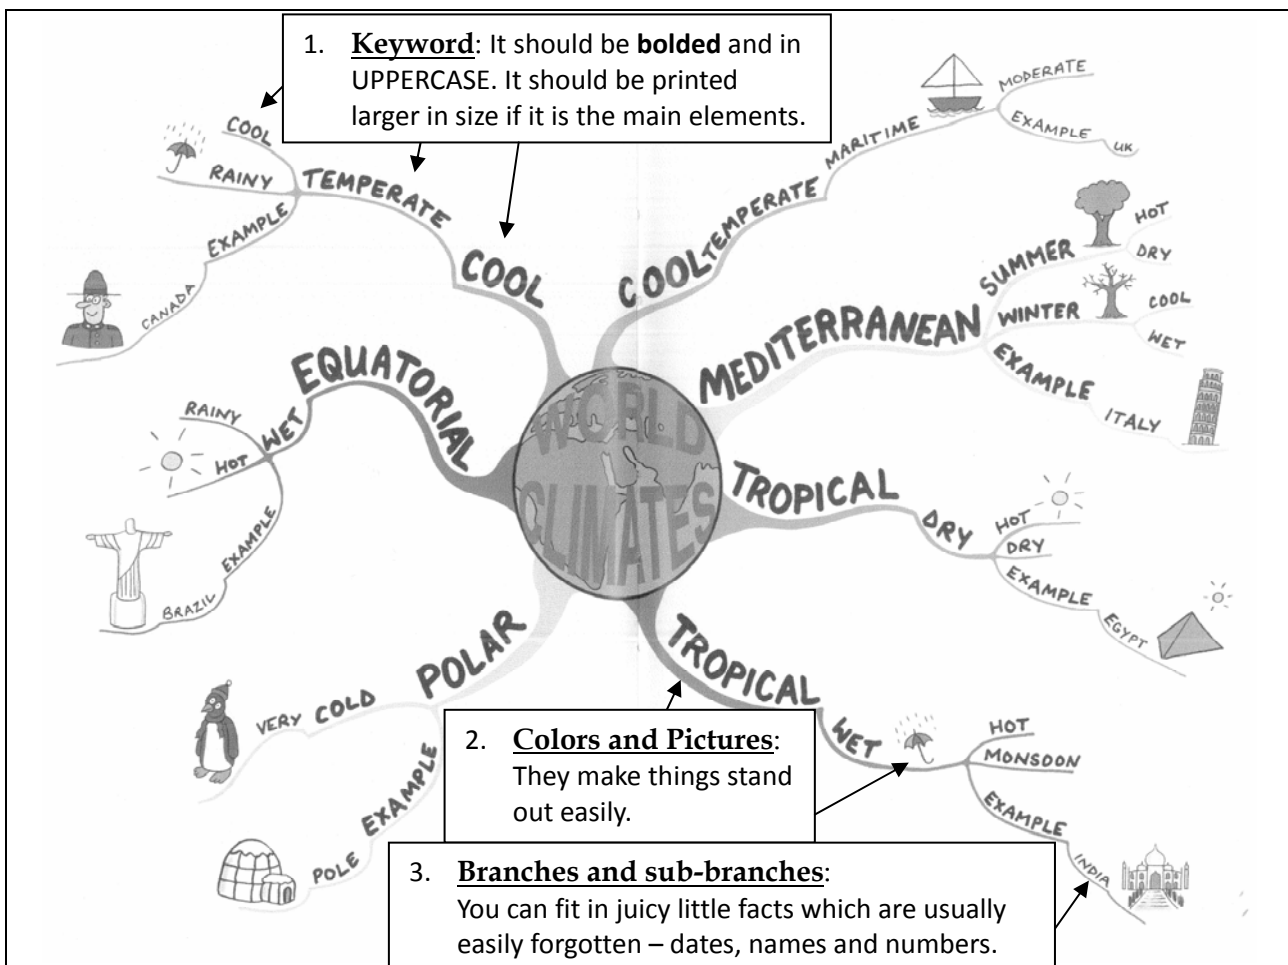 1. Keyword: It should be bolded and in
UPPERCASE. It should be printed
larger in size if it is the main elements.
COOL
RAINY
TEMPERATE
EXAMPLE
CANADA
COOL
COOL
TEMPERATE
MARITIME
MODERATE
EXAMPLE
UK
MEDITERRANEAN
SUMMER
HOT
DRY
WINTER
COOL
WET
EXAMPLE
ITALY
EQUATORIAL
WET
RAINY
HOT
EXAMPLE
BRAZIL
WORLD
CLIMATES
TROPICAL
DRY
HOT
DRY
EXAMPLE
EGYPT
POLAR
VERY COLD
EXAMPLE
POLE
TROPICAL
WET
HOT
MONSOON
EXAMPLE
INDIA
2. Colors and Pictures:
They make things stand
out easily.
3. Branches and sub-branches:
You can fit in juicy little facts which are usually
easily forgotten – dates, names and numbers.